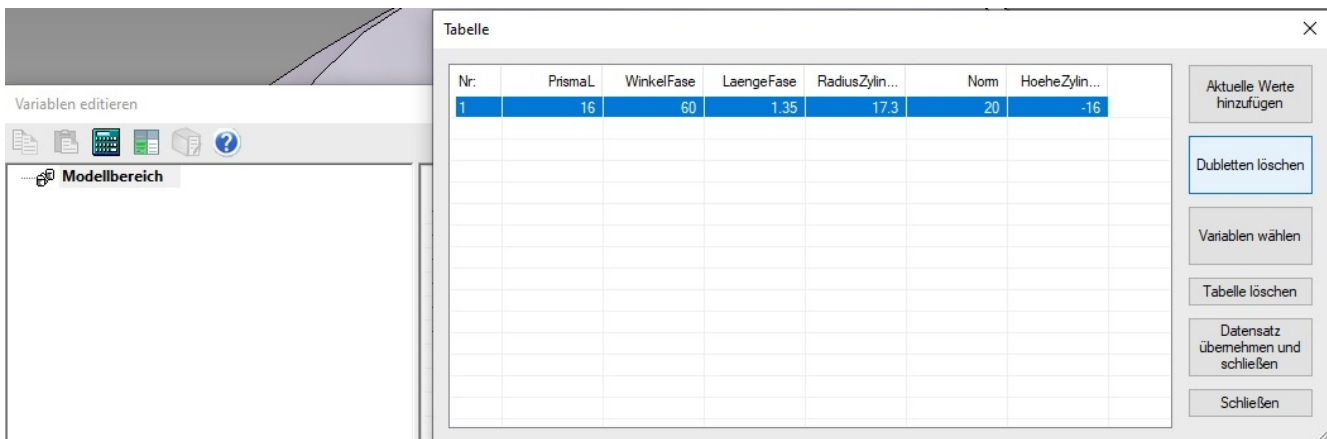 Tabelle
Variablen editieren
Modellbereich
Nr: PrismaL WinkelFase LaengeFase RadiusZylin... Norm HoeheZylin...
1 16 60 1.35 17.3 20 -16
Aktuelle Werte
hinzufügen
Dubletten löschen
Variablen wählen
Tabelle löschen
Datensatz
übernehmen und
schließen
Schließen